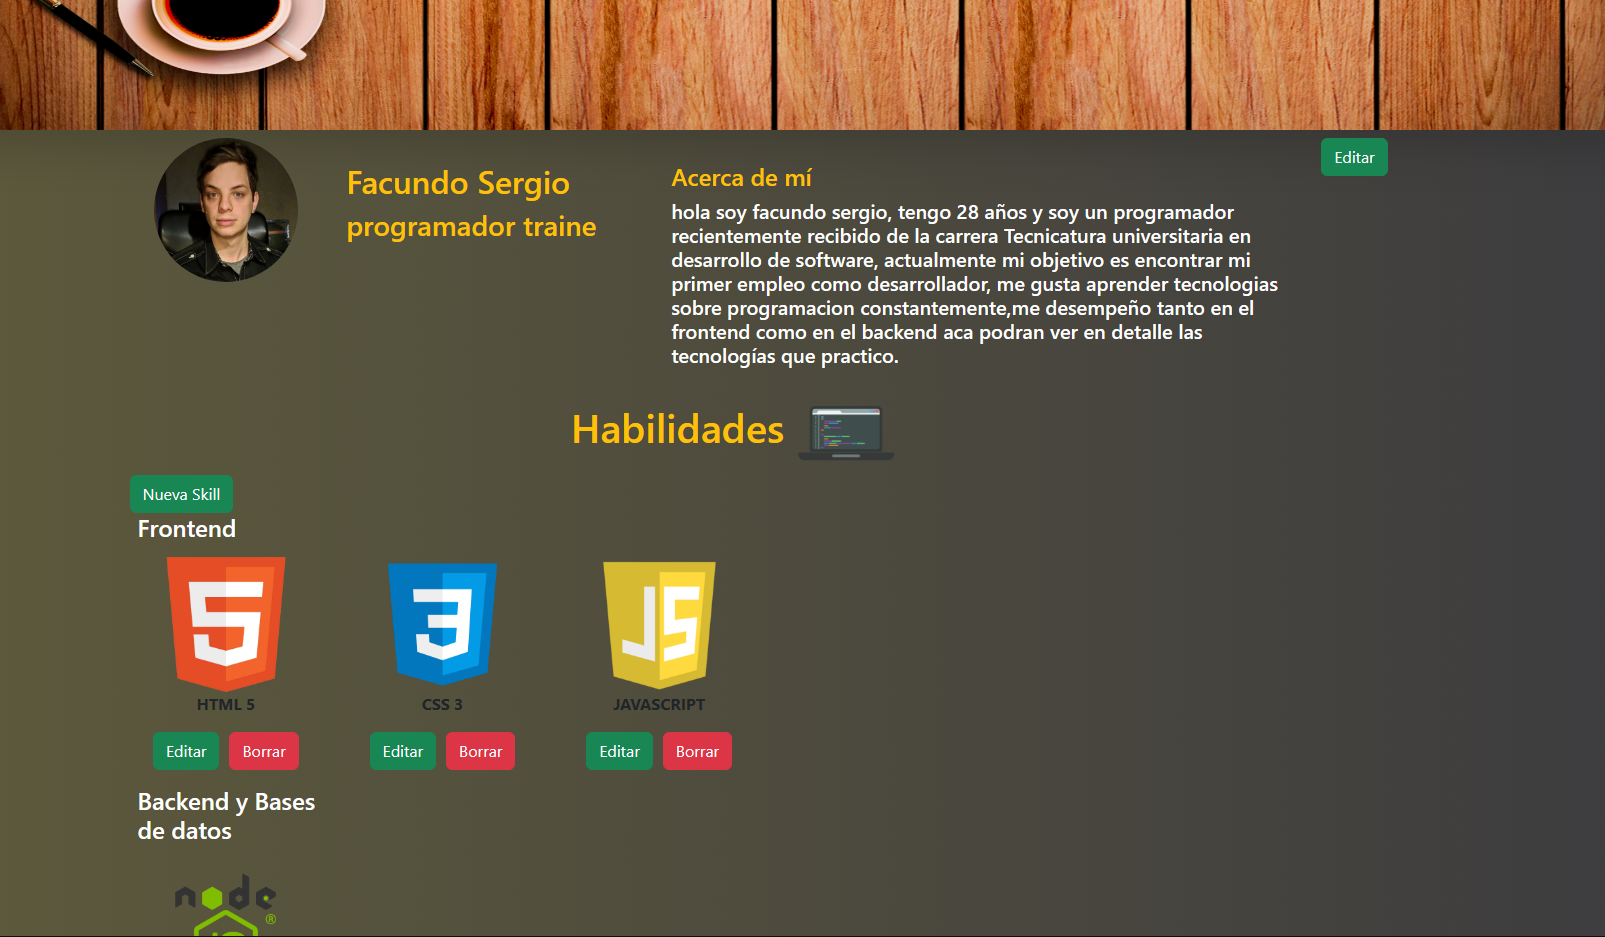 Editar
Facundo Sergio
programador traine
Acerca de mí
hola soy facundo sergio, tengo 28 años y soy un programador
recientemente recibido de la carrera Tecnicatura universitaria en
desarrollo de software, actualmente mi objetivo es encontrar mi
primer empleo como desarrollador, me gusta aprender tecnologias
sobre programacion constantemente,me desempeño tanto en el
frontend como en el backend aca podran ver en detalle las
tecnologías que practico.
Habilidades
Nueva Skill
Frontend
5
3
JS
HTML 5
CSS 3
JAVASCRIPT
Editar Borrar
Editar Borrar
Editar Borrar
Backend y Bases
de datos
node
®